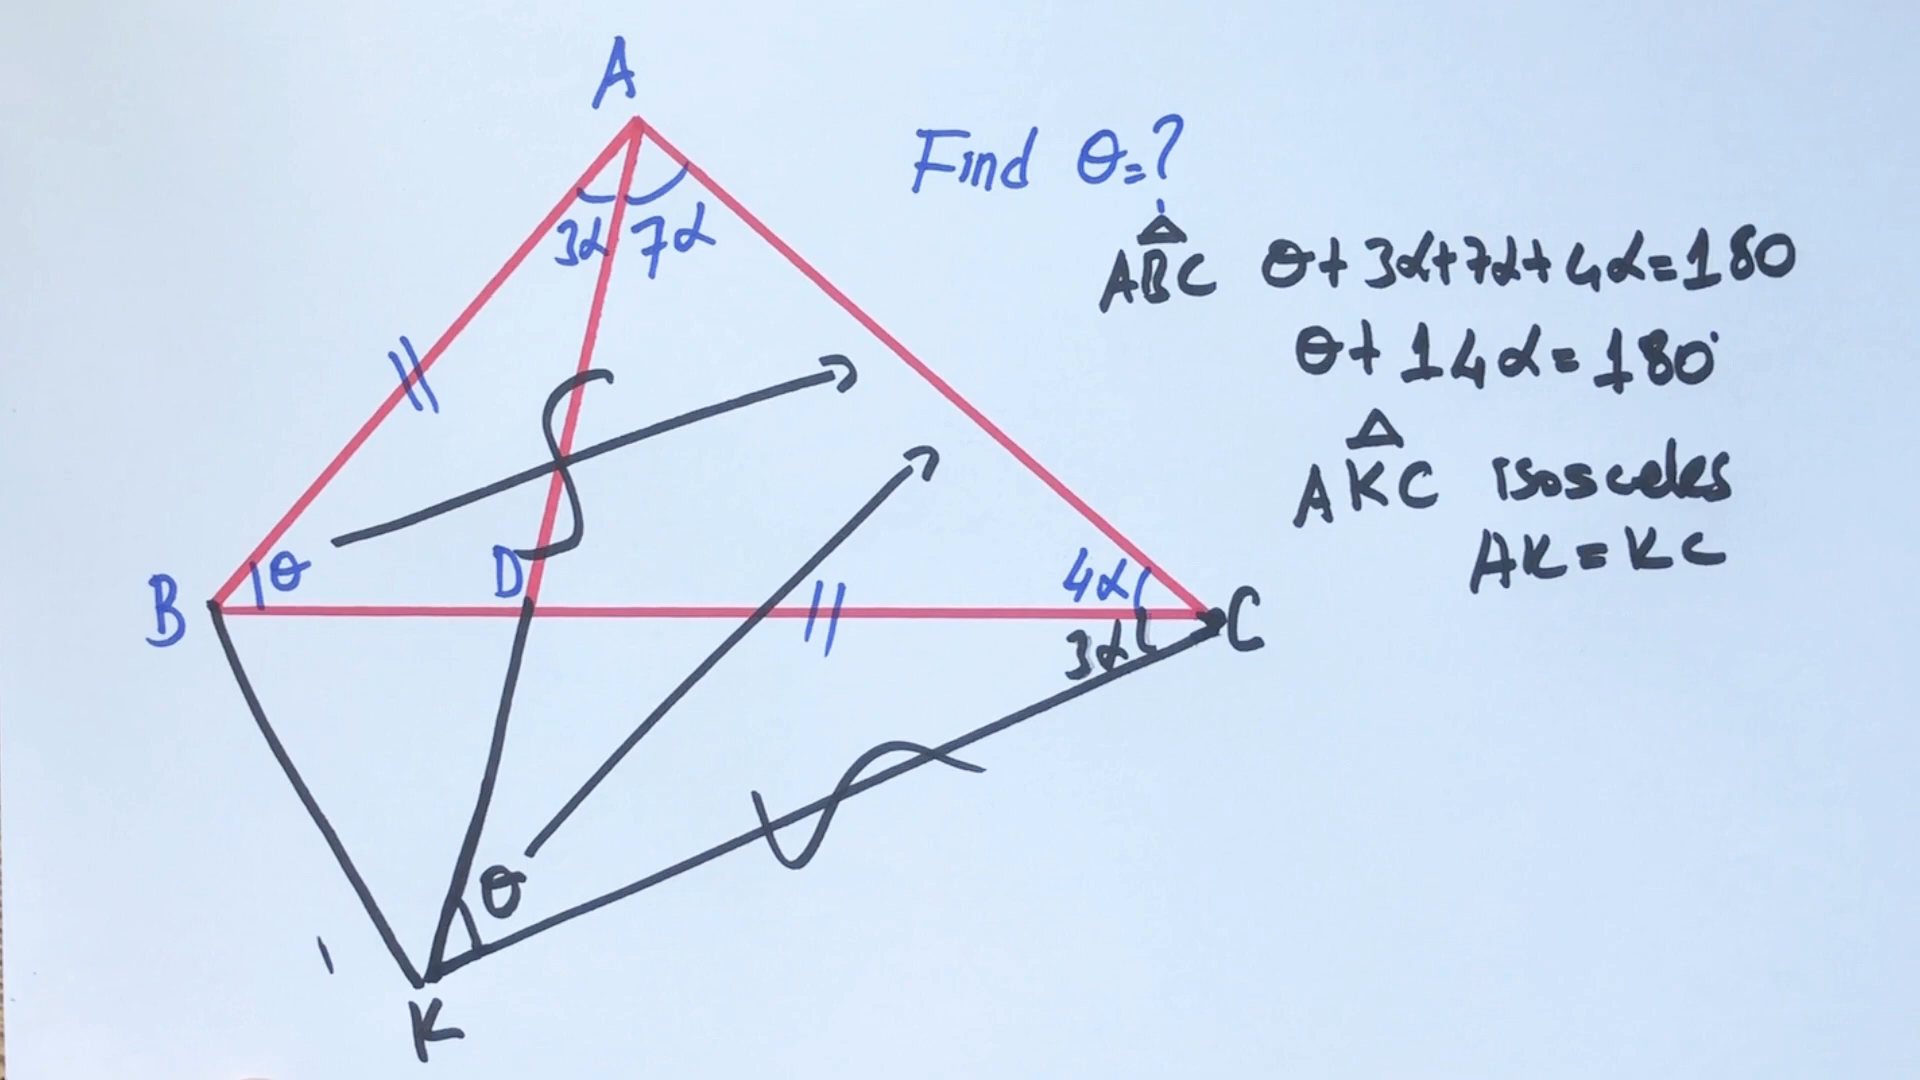 A
Find θ=?
3α 7α
ABC θ+3α+7α+4α=180
θ+14α=180°
AKC isosceles
AK=KC
B θ D 4α C
3α
θ
K